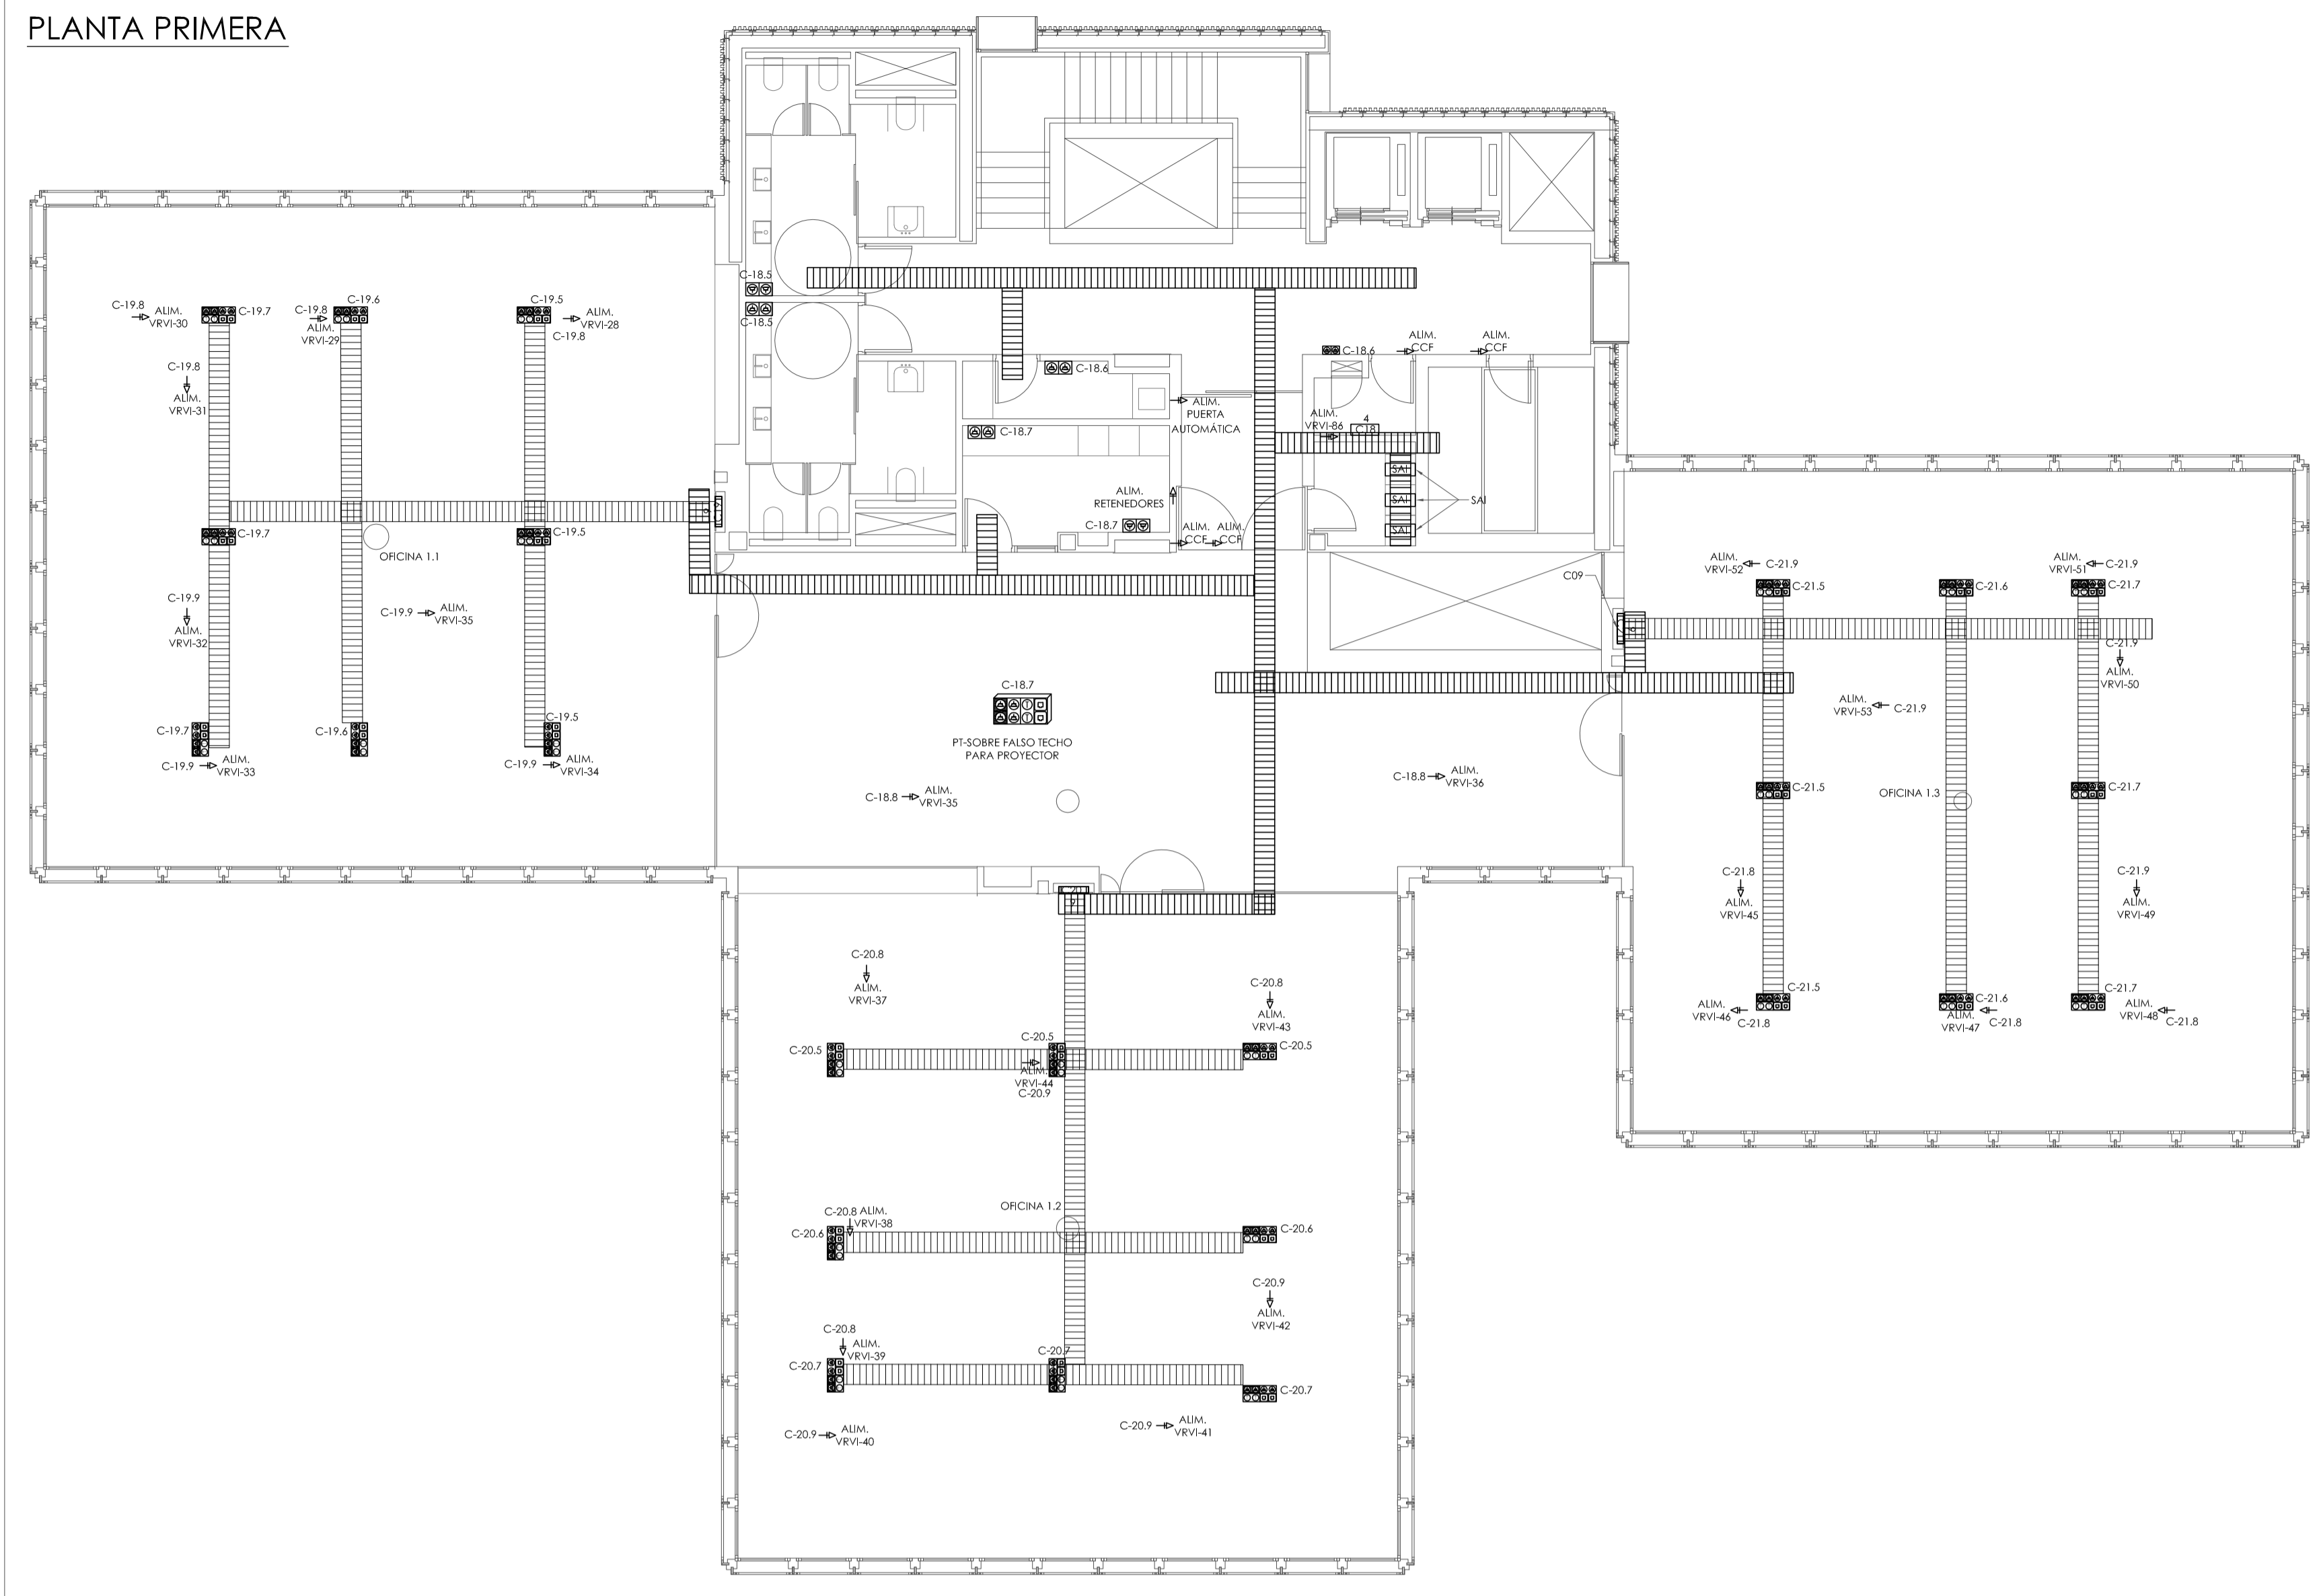 PLANTA PRIMERA
C-18.5
C-18.5
C-19.8
ALIM.
VRVI-30
C-19.7
C-19.8
C-19.6
ALIM.
VRVI-29
C-19.5
ALIM.
VRVI-28
C-19.8
C-19.8
ALIM.
VRVI-31
C-18.6
C-18.6
ALIM.
CCF
ALIM.
CCF
ALIM.
PUERTA
AUTOMÁTICA
ALIM.
VRVI-86
4
C18
C-18.7
SAI
SAI
SAI
SAI
ALIM.
RETENEDORES
C-18.7
ALIM.
CCF
ALIM.
CCF
C-19.7
C-19.5
OFICINA 1.1
C-19.9
ALIM.
VRVI-32
C-19.9
ALIM.
VRVI-35
C-19.7
C-19.6
C-19.5
C-19.9
ALIM.
VRVI-33
C-19.9
ALIM.
VRVI-34
C09
ALIM.
VRVI-52
C-21.9
ALIM.
VRVI-51
C-21.9
C-21.5
C-21.6
C-21.7
C-21.9
ALIM.
VRVI-50
ALIM.
VRVI-53
C-21.9
C-18.7
PT-SOBRE FALSO TECHO
PARA PROYECTOR
C-18.8
ALIM.
VRVI-35
C-18.8
ALIM.
VRVI-36
C-21.5
OFICINA 1.3
C-21.7
C-21.8
ALIM.
VRVI-45
C-21.9
ALIM.
VRVI-49
C-21.5
C-21.6
C-21.7
ALIM.
VRVI-46
C-21.8
ALIM.
VRVI-47
C-21.8
ALIM.
VRVI-48
C-21.8
C-20.8
ALIM.
VRVI-37
C-20.8
ALIM.
VRVI-43
C-20.5
C-20.5
C-20.5
ALIM.
VRVI-44
C-20.9
OFICINA 1.2
C-20.8
ALIM.
VRVI-38
C-20.6
C-20.6
C-20.9
ALIM.
VRVI-42
C-20.8
ALIM.
VRVI-39
C-20.7
C-20.7
C-20.7
C-20.9
ALIM.
VRVI-40
C-20.9
ALIM.
VRVI-41